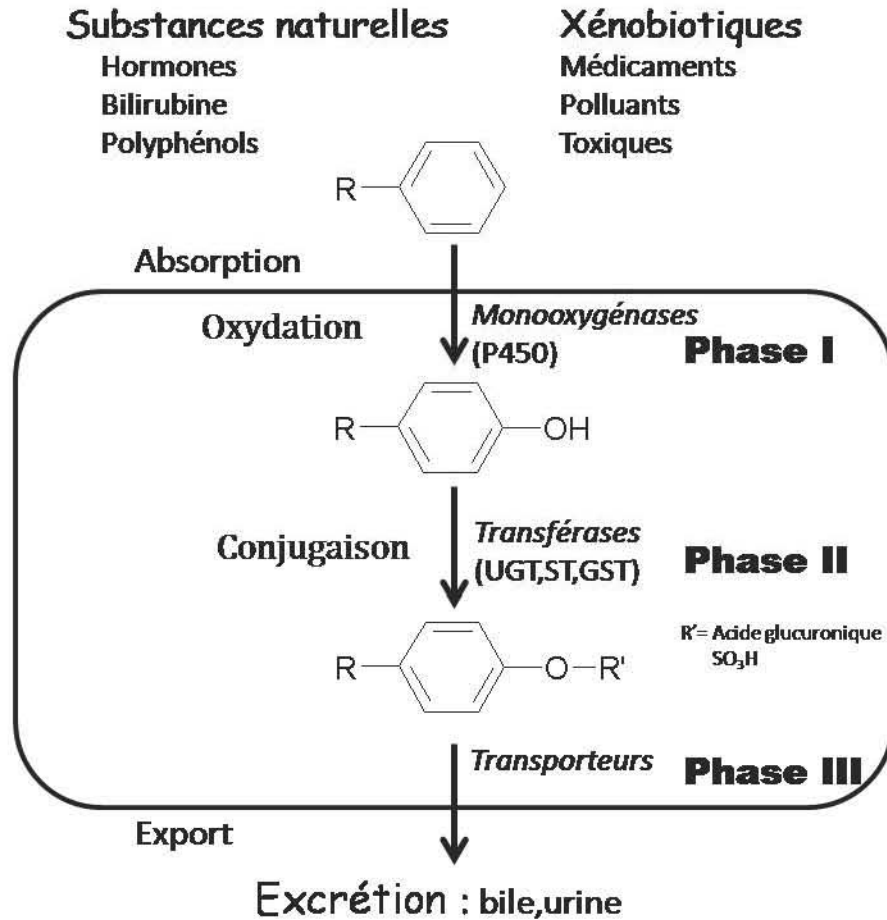 Substances naturelles
Hormones
Bilirubine
Polyphénols
Xénobiotiques
Médicaments
Polluants
Toxiques
R
Absorption
Oxydation
Monooxygénases
(P450)
Phase I
R
OH
Conjugaison
Transférases
(UGT,ST,GST)
Phase II
R
O-R'
R'= Acide glucuronique
SO₃H
Transporteurs
Phase III
Export
Excrétion : bile,urine